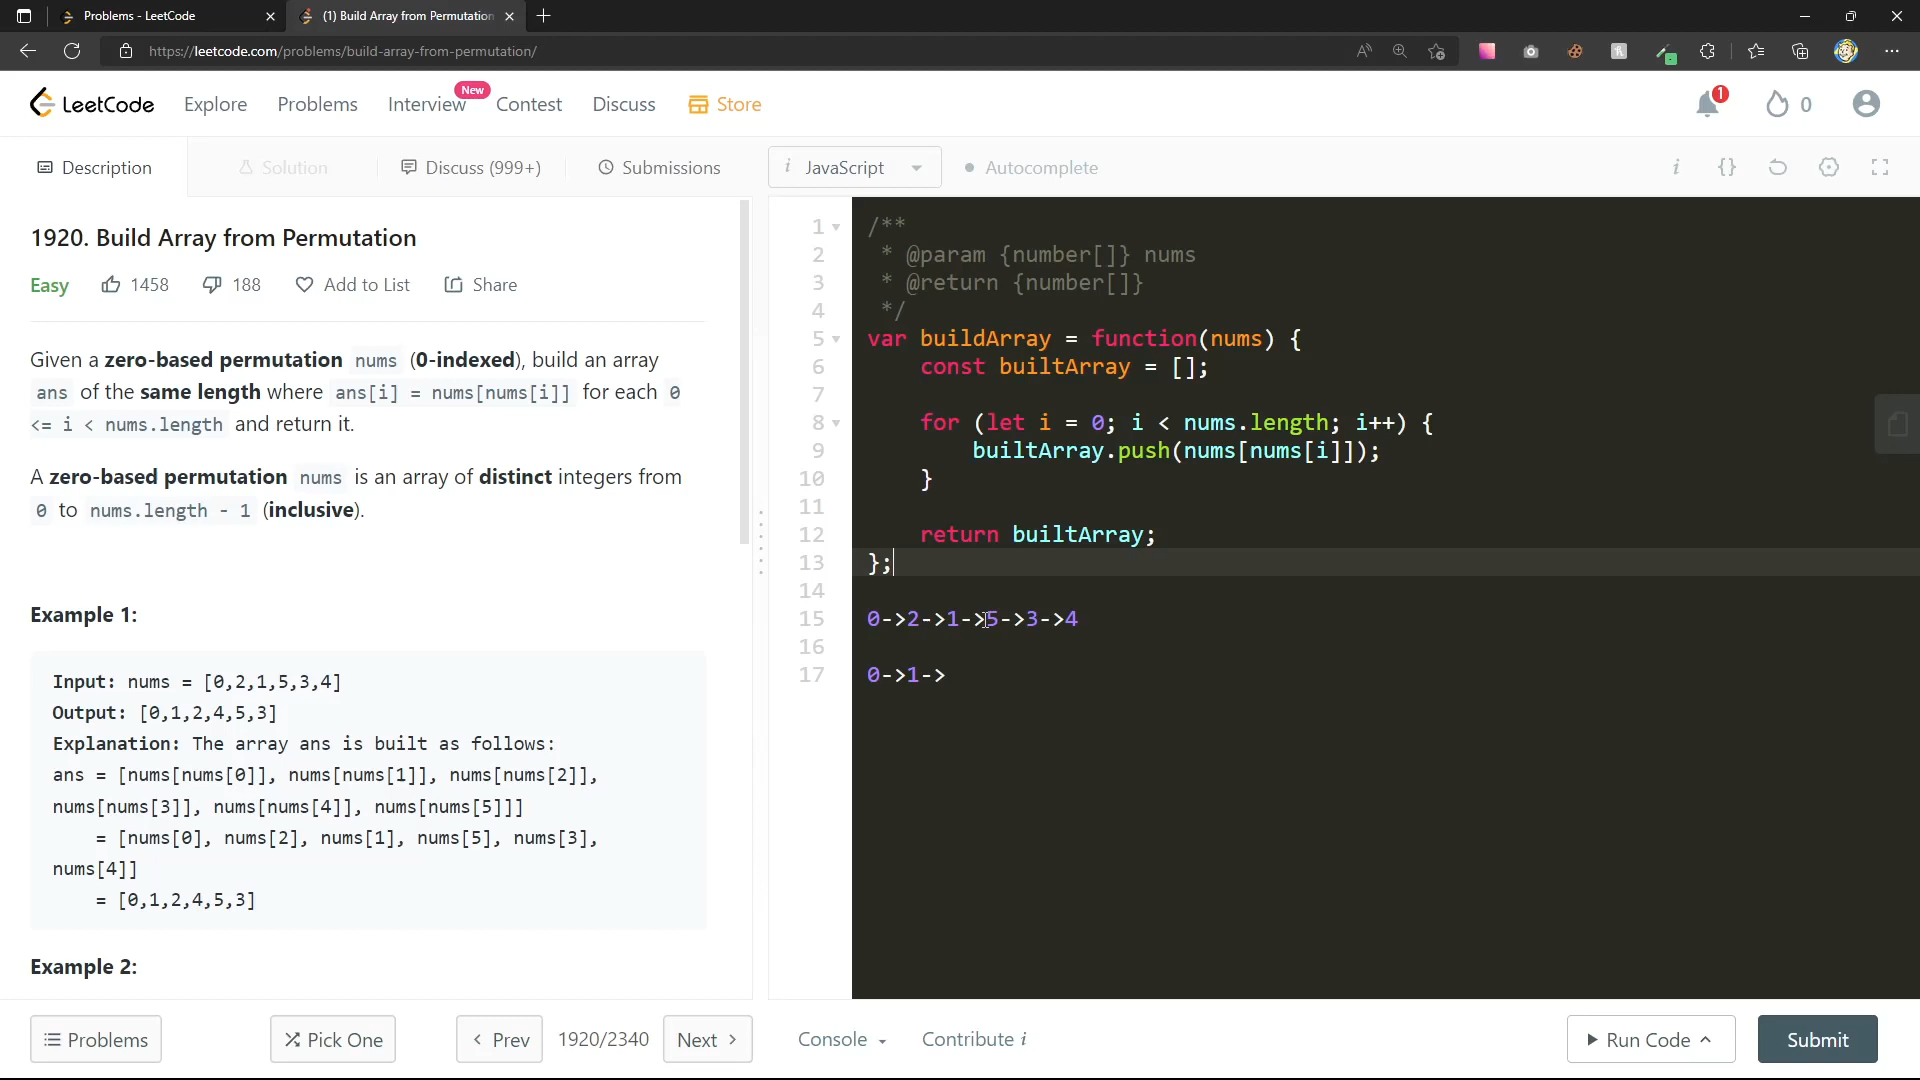 Problems - LeetCode
(1) Build Array from Permutation
https://leetcode.com/problems/build-array-from-permutation/
LeetCode Explore Problems Interview New Contest Discuss Store 1 0
Description Solution Discuss (999+) Submissions i JavaScript Autocomplete i {}
1920. Build Array from Permutation
Easy 1458 188 Add to List Share
Given a zero-based permutation nums (0-indexed), build an array
ans of the same length where ans[i] = nums[nums[i]] for each 0
<= i < nums.length and return it.
A zero-based permutation nums is an array of distinct integers from
0 to nums.length - 1 (inclusive).
Example 1:
Input: nums = [0,2,1,5,3,4]
Output: [0,1,2,4,5,3]
Explanation: The array ans is built as follows:
ans = [nums[nums[0]], nums[nums[1]], nums[nums[2]],
nums[nums[3]], nums[nums[4]], nums[nums[5]]]
= [nums[0], nums[2], nums[1], nums[5], nums[3],
nums[4]]
= [0,1,2,4,5,3]
Example 2:
1 /**
2 * @param {number[]} nums
3 * @return {number[]}
4 */
5 var buildArray = function(nums) {
6 const builtArray = [];
7
8 for (let i = 0; i < nums.length; i++) {
9 builtArray.push(nums[nums[i]]);
10 }
11
12 return builtArray;
13 };
14
15 0->2->1->5->3->4
16
17 0->1->
Problems Pick One Prev 1920/2340 Next Console Contribute i Run Code Submit